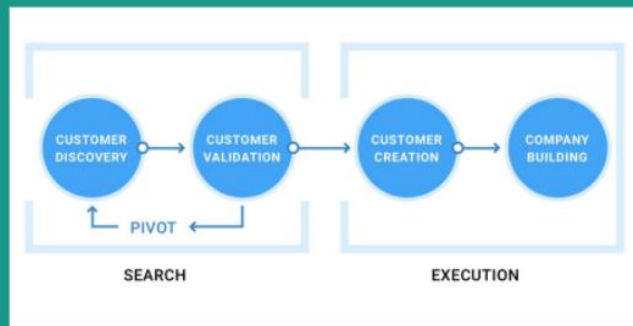 CUSTOMER
DISCOVERY
CUSTOMER
VALIDATION
PIVOT
CUSTOMER
CREATION
COMPANY
BUILDING
SEARCH
EXECUTION